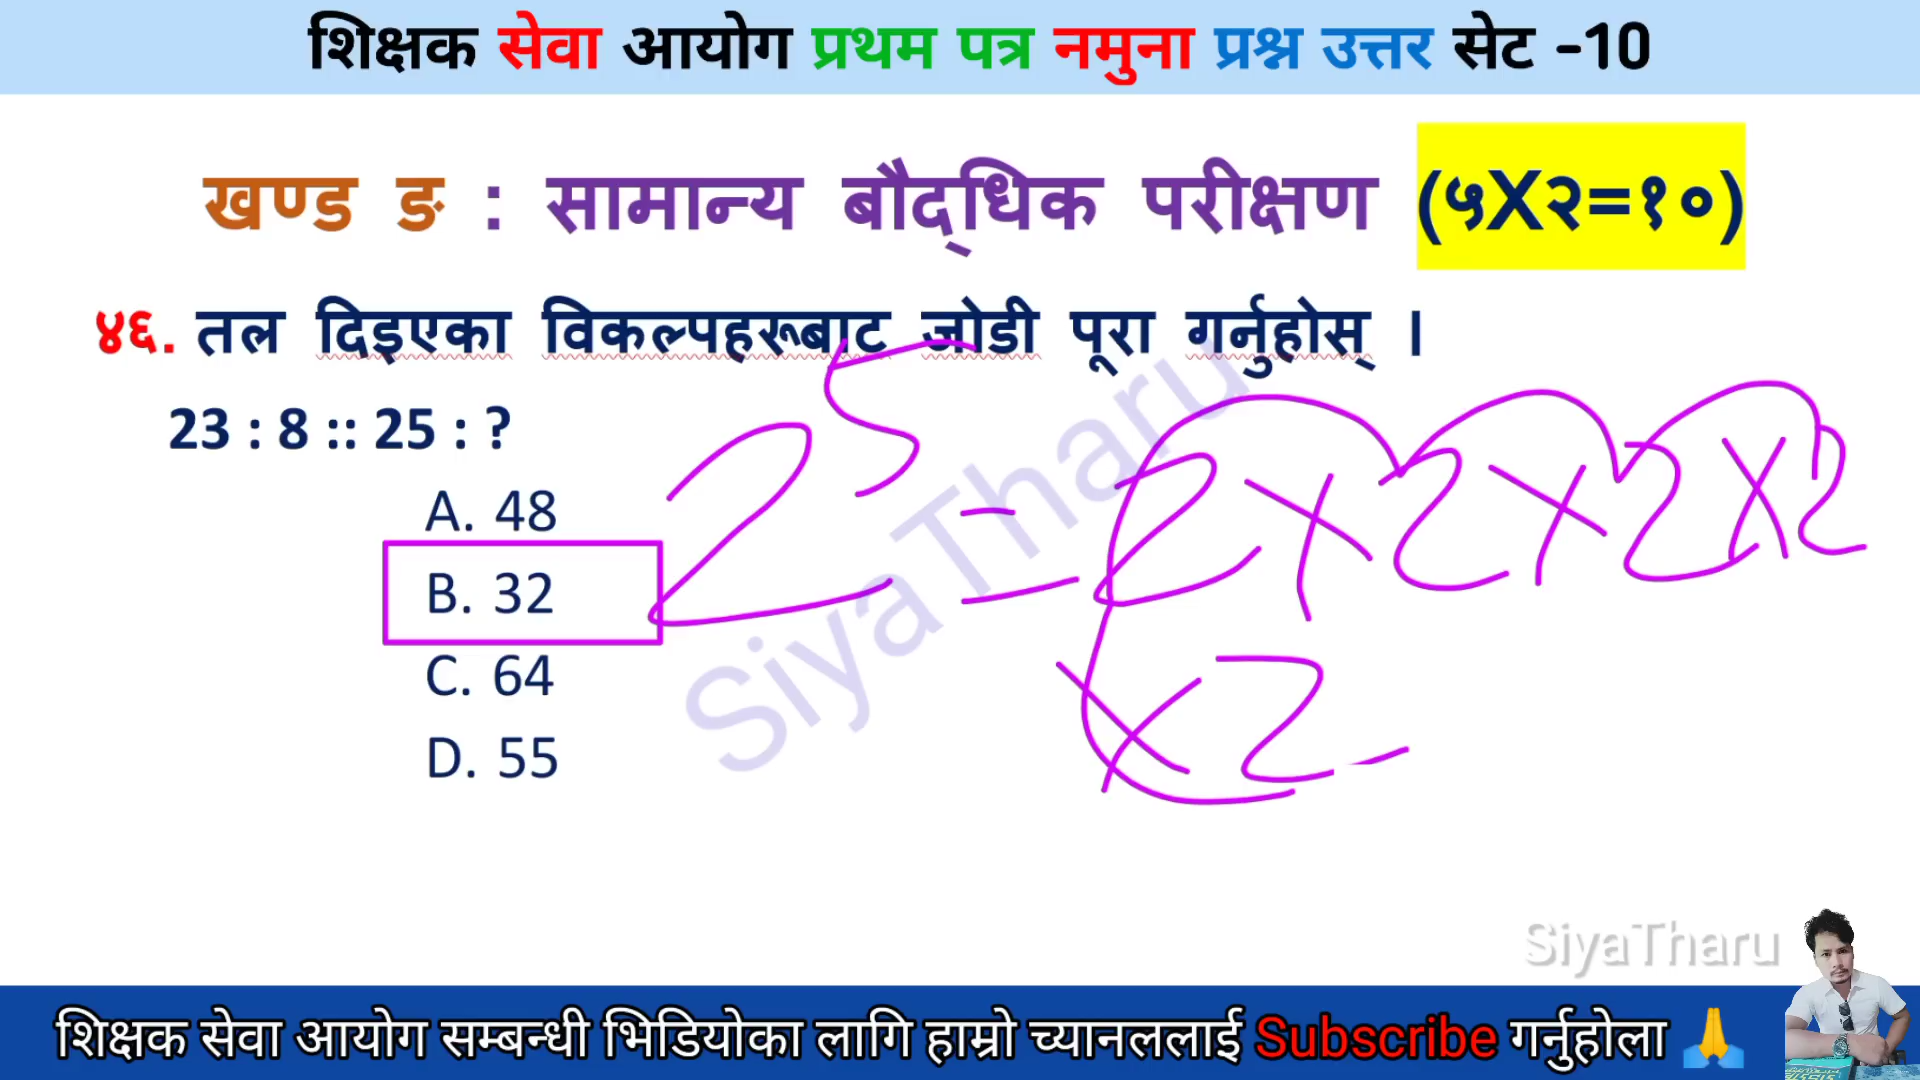 शिक्षक सेवा आयोग प्रथम पत्र नमुना प्रश्न उत्तर सेट -10
खण्ड ङ : सामान्य बौद्धिक परीक्षण (५X२=१०)
४६. तल दिइएका विकल्पहरूबाट जोडी पूरा गर्नुहोस् ।
23 : 8 :: 25 : ?
A. 48
B. 32
C. 64
D. 55
2⁵ = 2×2×2×2
×2
SiyaTharu
SiyaTharu
शिक्षक सेवा आयोग सम्बन्धी भिडियोका लागि हाम्रो च्यानललाई Subscribe गर्नुहोला 🙏